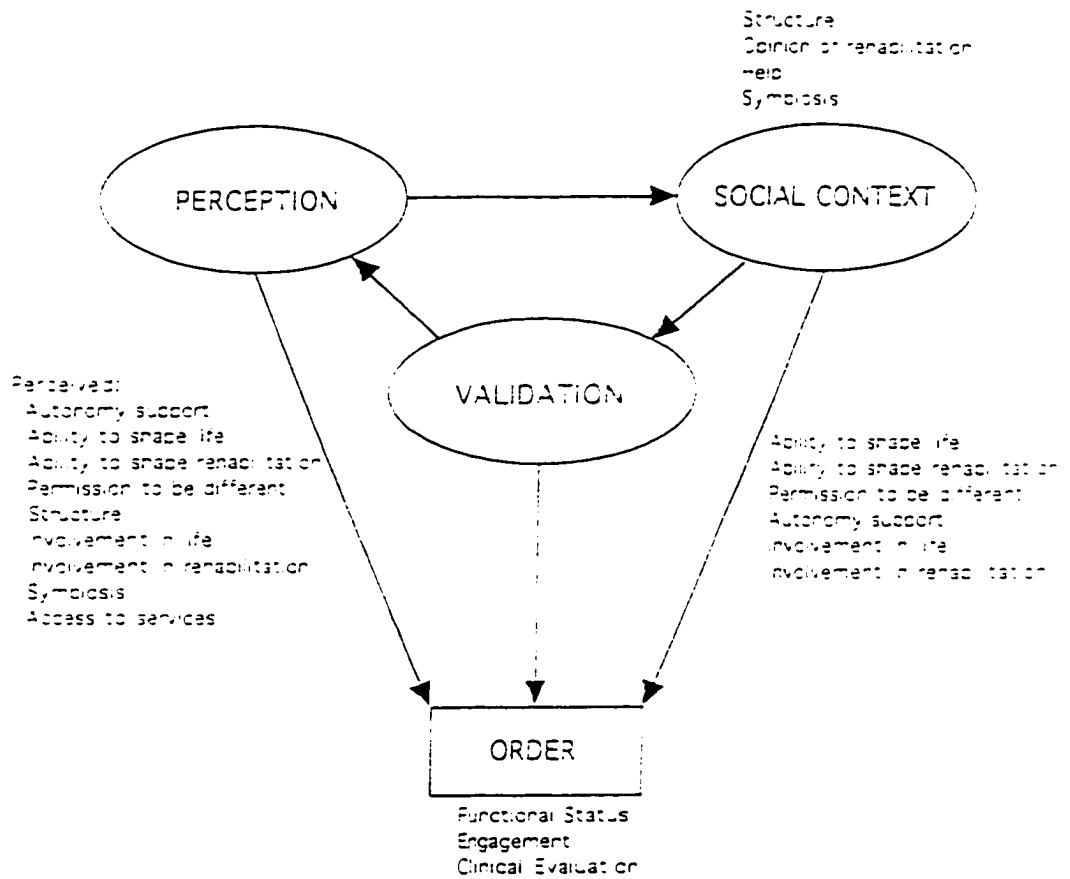 Structure
Opinion of rehabilitation
Help
Symbiosis
PERCEPTION
SOCIAL CONTEXT
VALIDATION
Perceived:
Autonomy support
Ability to shape life
Ability to shape rehabilitation
Permission to be different
Structure
Involvement in life
Involvement in rehabilitation
Symbiosis
Access to services
Ability to shape life
Ability to shape rehabilitation
Permission to be different
Autonomy support
Involvement in life
Involvement in rehabilitation
ORDER
Functional Status
Engagement
Clinical Evaluation